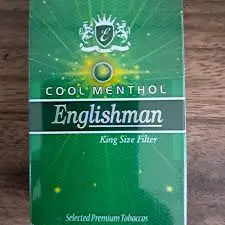 E
COOL MENTHOL
Englishman
King Size Filter
Selected Premium Tobaccos